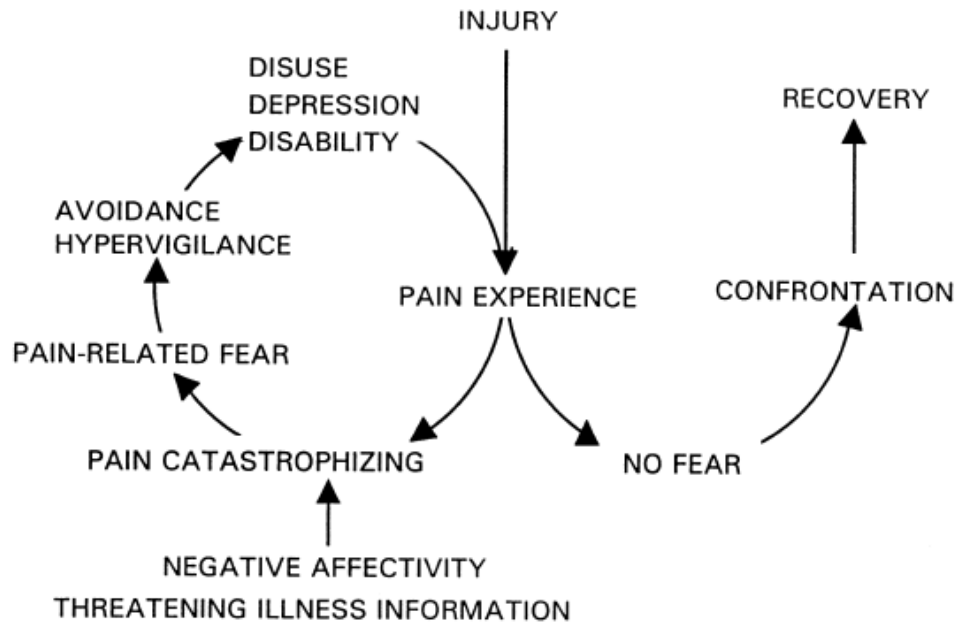 INJURY
DISUSE
DEPRESSION
DISABILITY
RECOVERY
AVOIDANCE
HYPERVIGILANCE
PAIN EXPERIENCE
CONFRONTATION
PAIN-RELATED FEAR
PAIN CATASTROPHIZING
NO FEAR
NEGATIVE AFFECTIVITY
THREATENING ILLNESS INFORMATION